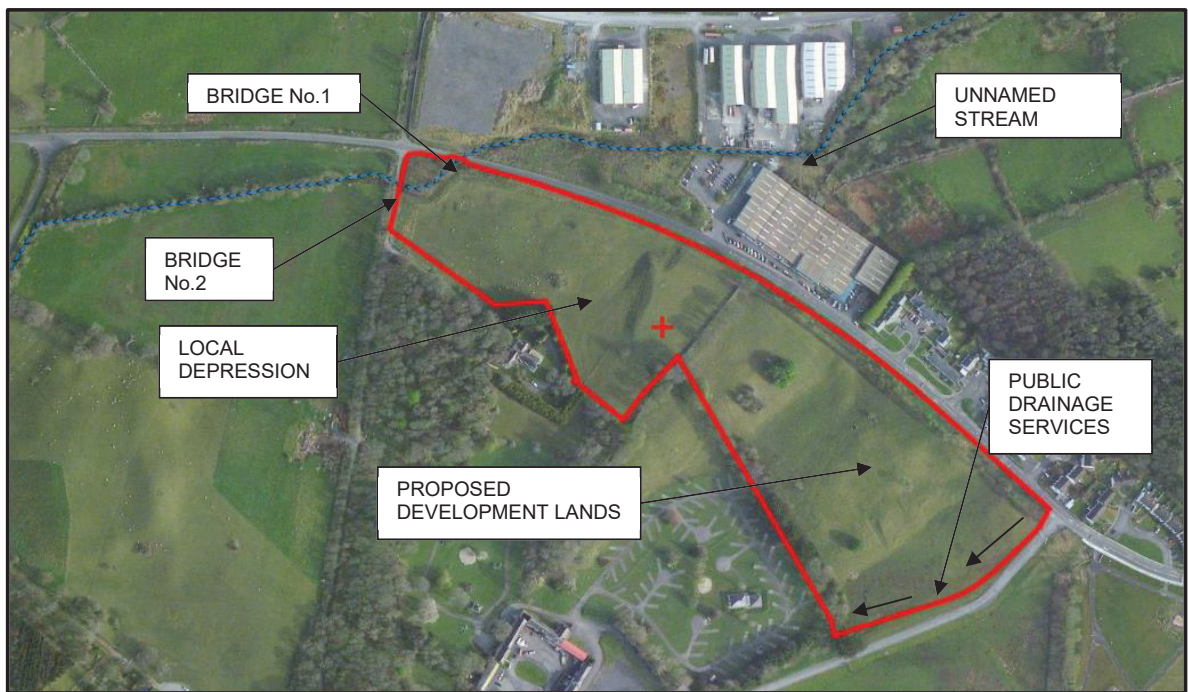 BRIDGE No.1
UNNAMED
STREAM
BRIDGE
No.2
LOCAL
DEPRESSION
PUBLIC
DRAINAGE
SERVICES
PROPOSED
DEVELOPMENT LANDS